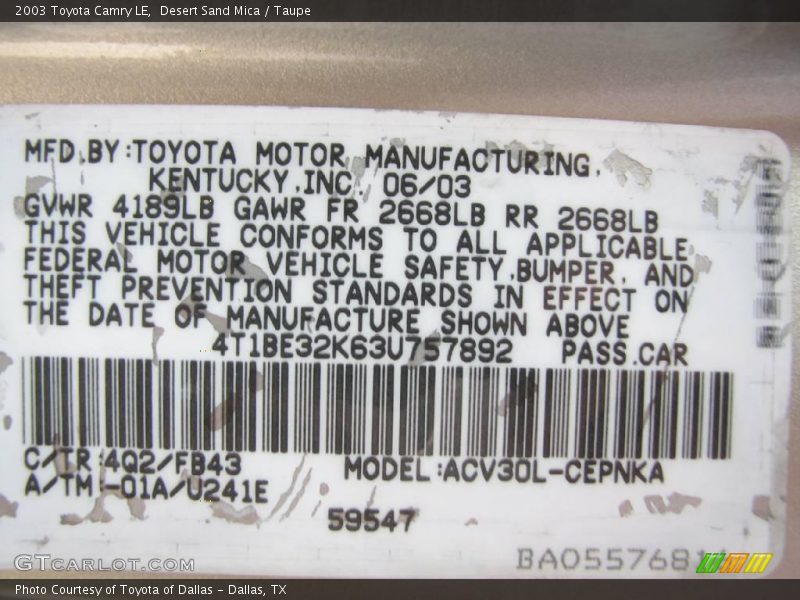 2003 Toyota Camry LE, Desert Sand Mica / Taupe
MFD.BY:TOYOTA MOTOR MANUFACTURING,
KENTUCKY,INC. 06/03
GVWR 4189LB GAWR FR 2668LB RR 2668LB
THIS VEHICLE CONFORMS TO ALL APPLICABLE
FEDERAL MOTOR VEHICLE SAFETY,BUMPER, AND
THEFT PREVENTION STANDARDS IN EFFECT ON
THE DATE OF MANUFACTURE SHOWN ABOVE
4T1BE32K63U757892 PASS.CAR
C/TR:4Q2/FB43 MODEL:ACV30L-CEPNKA
A/TM:-01A/U241E
59547
GTCARLOT.COM
Photo Courtesy of Toyota of Dallas - Dallas, TX